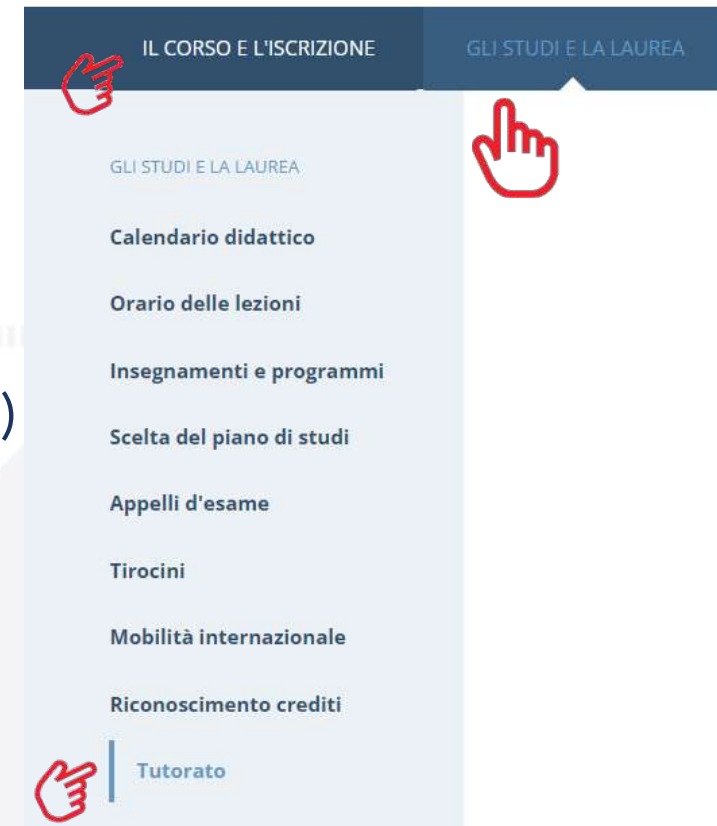 IL CORSO E L'ISCRIZIONE
GLI STUDI E LA LAUREA
GLI STUDI E LA LAUREA
Calendario didattico
Orario delle lezioni
Insegnamenti e programmi
)
Scelta del piano di studi
Appelli d'esame
Tirocini
Mobilità internazionale
Riconoscimento crediti
Tutorato